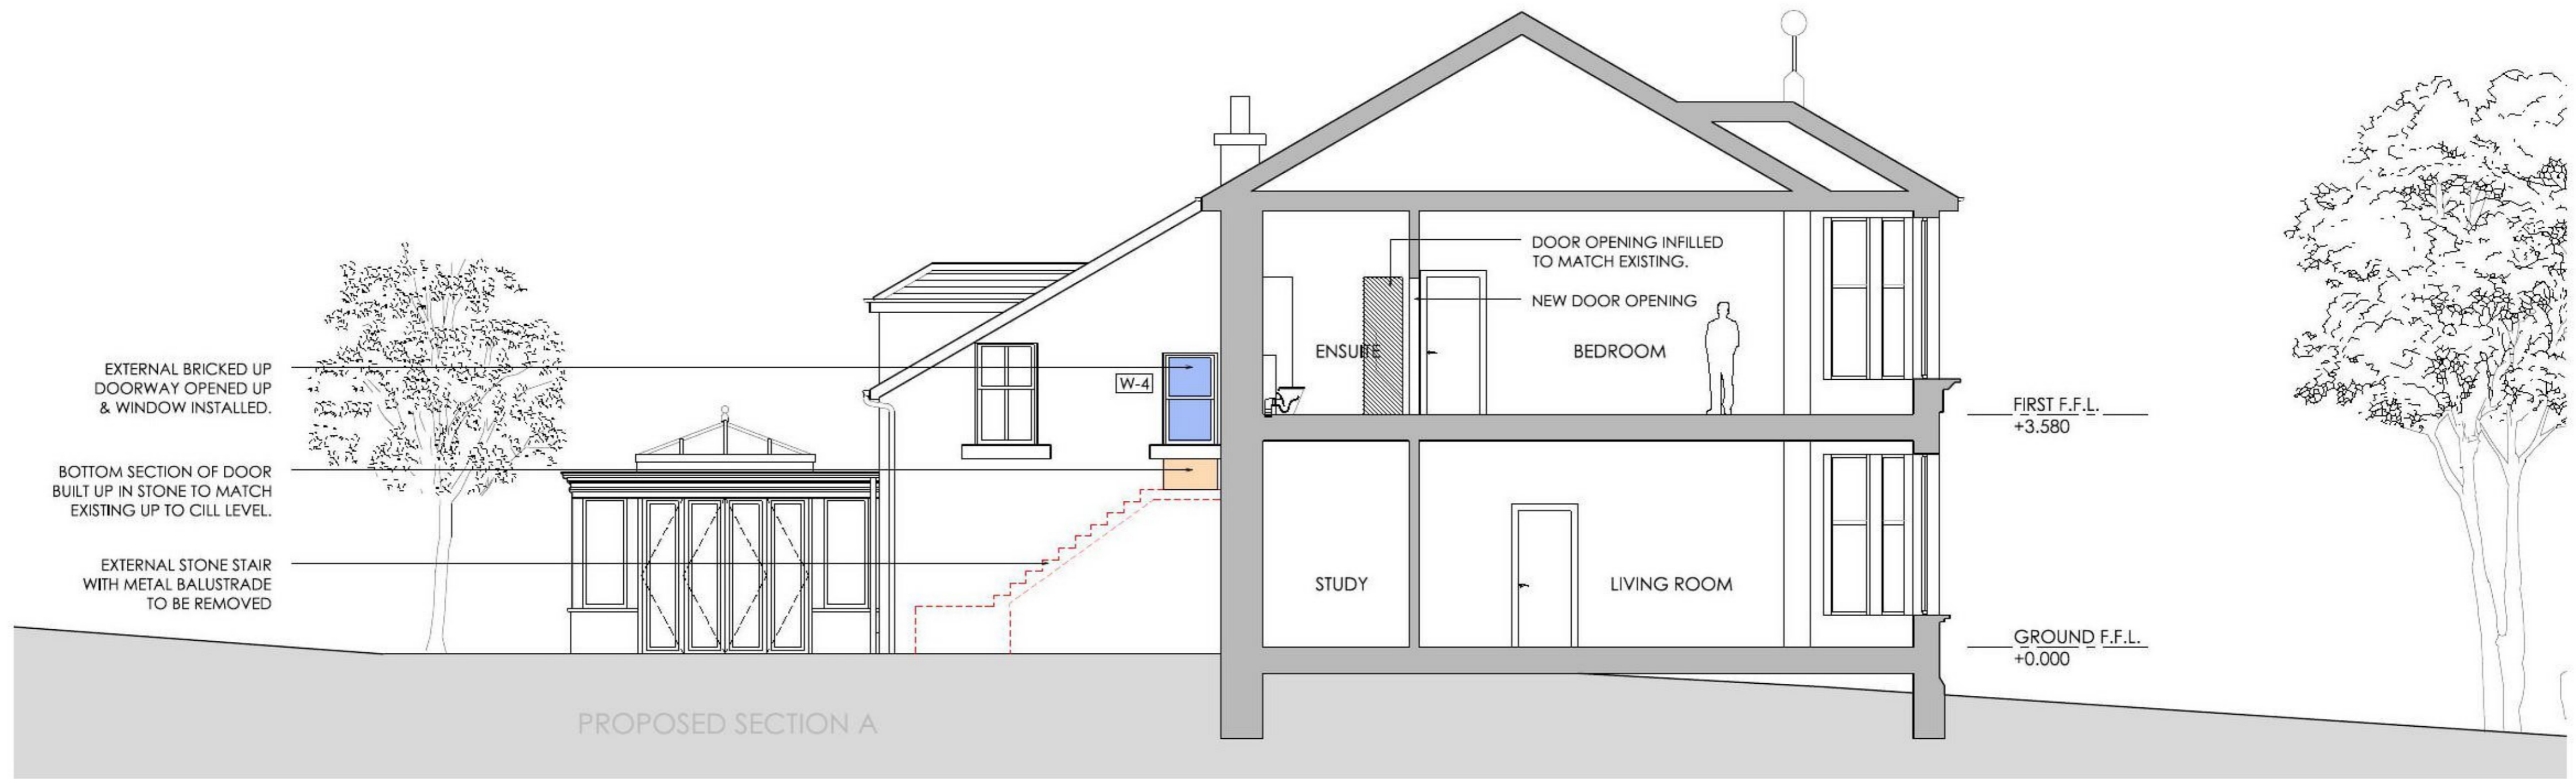 EXTERNAL BRICKED UP
DOORWAY OPENED UP
& WINDOW INSTALLED.
BOTTOM SECTION OF DOOR
BUILT UP IN STONE TO MATCH
EXISTING UP TO CILL LEVEL.
EXTERNAL STONE STAIR
WITH METAL BALUSTRADE
TO BE REMOVED
W-4
DOOR OPENING INFILLED
TO MATCH EXISTING.
NEW DOOR OPENING
ENSUITE
BEDROOM
STUDY
LIVING ROOM
FIRST F.F.L.
+3.580
GROUND F.F.L.
+0.000
PROPOSED SECTION A